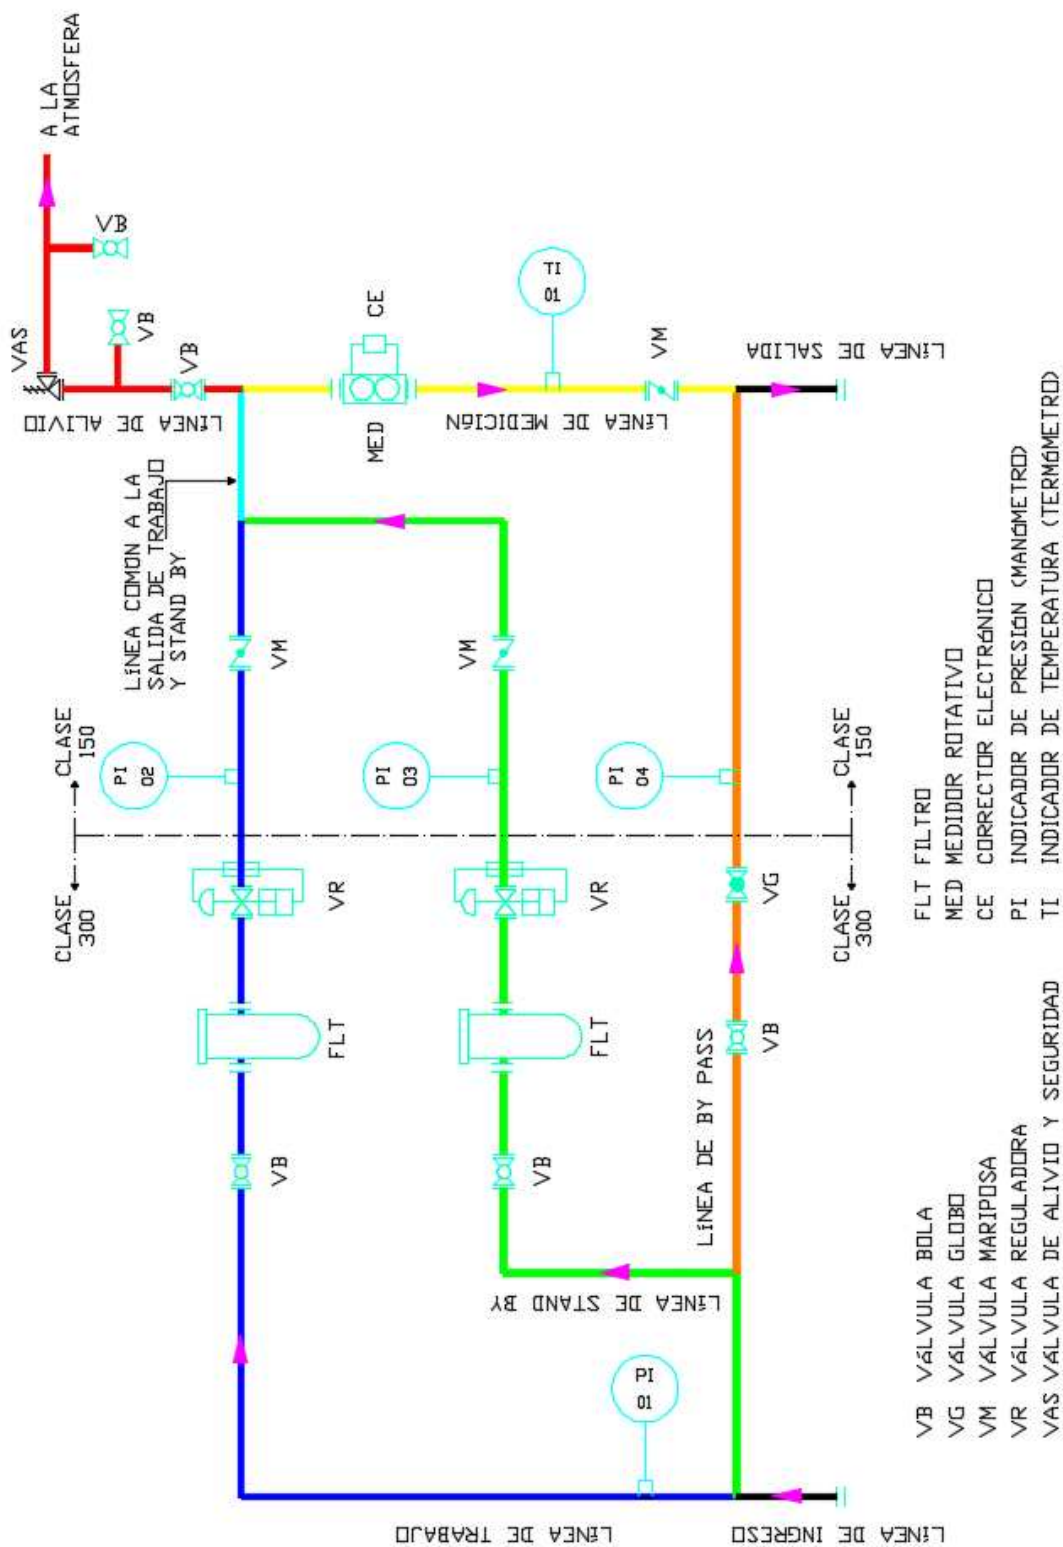 A LA
ATMÓSFERA
VAS
VB
VB
VB
LÍNEA DE ALIVIO
LÍNEA COMÚN A LA
SALIDA DE TRABAJO
Y STAND BY
MED
CE
LÍNEA DE MEDICIÓN
TI
01
VM
LÍNEA DE SALIDA
CLASE
150
CLASE
300
PI
02
VM
VR
FLT
VB
PI
03
VM
VR
FLT
VB
PI
04
VG
VB
LÍNEA DE BY PASS
CLASE
150
CLASE
300
LÍNEA DE STAND BY
PI
01
LÍNEA DE TRABAJO
LÍNEA DE INGRESO
VB VÁLVULA BOLA
VG VÁLVULA GLOBO
VM VÁLVULA MARIPOSA
VR VÁLVULA REGULADORA
VAS VÁLVULA DE ALIVIO Y SEGURIDAD
FLT FILTRO
MED MEDIDOR ROTATIVO
CE CORRECTOR ELECTRÓNICO
PI INDICADOR DE PRESIÓN (MANÓMETRO)
TI INDICADOR DE TEMPERATURA (TERMÓMETRO)